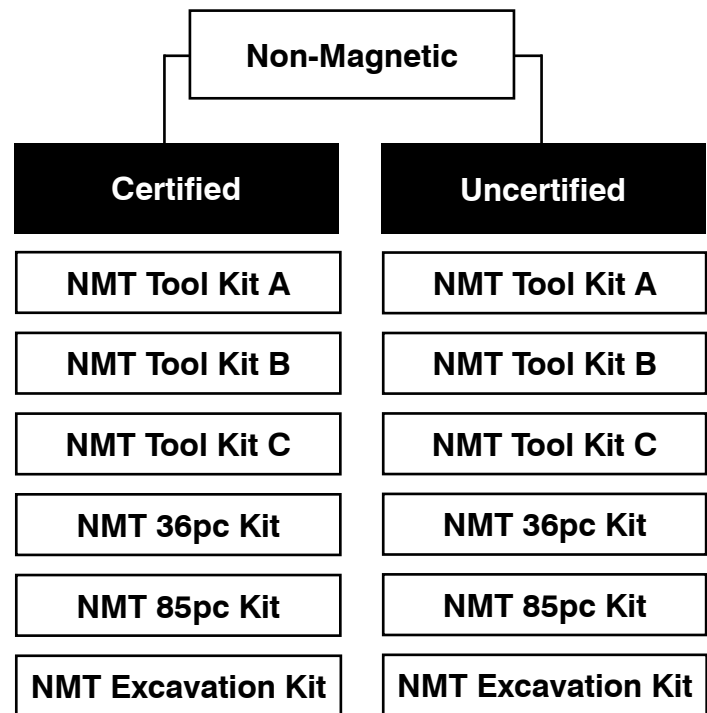 Non-Magnetic
Certified
Uncertified
NMT Tool Kit A
NMT Tool Kit A
NMT Tool Kit B
NMT Tool Kit B
NMT Tool Kit C
NMT Tool Kit C
NMT 36pc Kit
NMT 36pc Kit
NMT 85pc Kit
NMT 85pc Kit
NMT Excavation Kit
NMT Excavation Kit